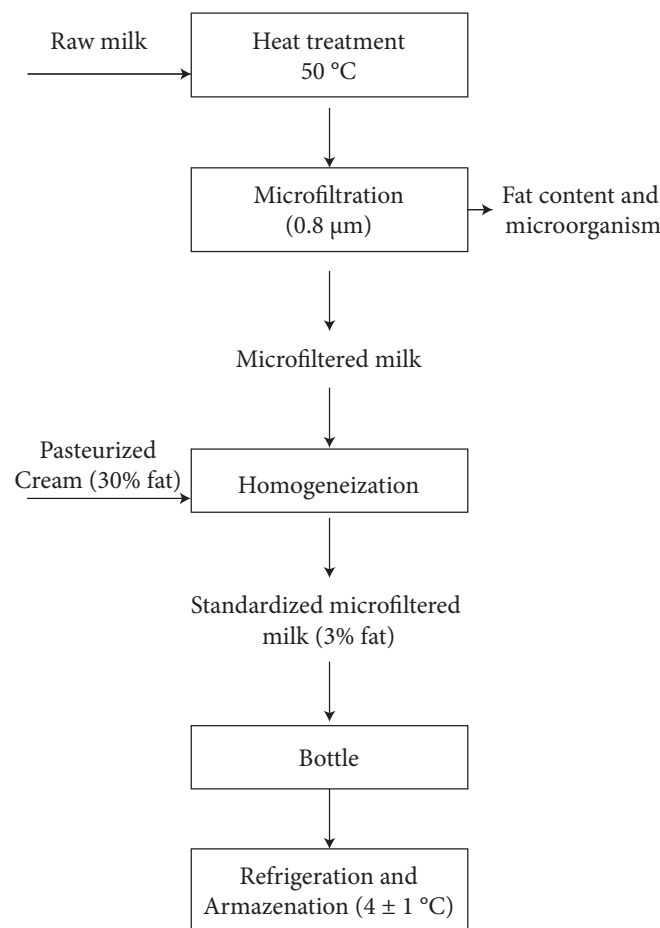 Raw milk
Heat treatment
50 °C
Microfiltration
(0.8 µm)
Fat content and
microorganism
Microfiltered milk
Pasteurized
Cream (30% fat)
Homogeneization
Standardized microfiltered
milk (3% fat)
Bottle
Refrigeration and
Armazenation (4 ± 1 °C)